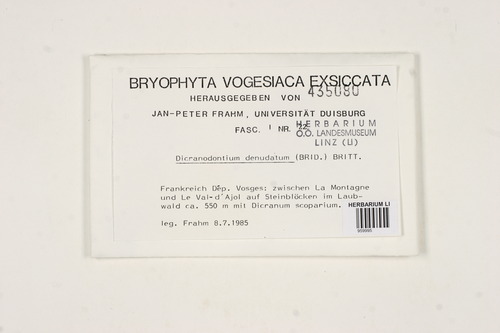 BRYOPHYTA VOGESIACA EXSICCATA
HERAUSGEGEBEN VON 435080
JAN-PETER FRAHM, UNIVERSITÄT DUISBURG
FASC. 1 NR. 22
HERBARIUM
O.Ö. LANDESMUSEUM
LINZ (U)
Dicranodontium denudatum (BRID.) BRITT.
Frankreich Dép. Vosges: zwischen La Montagne
und Le Val-d'Ajol auf Steinblöcken im Laub-
wald ca. 550 m mit Dicranum scoparium.
leg. Frahm 8.7.1985
HERBARIUM LI